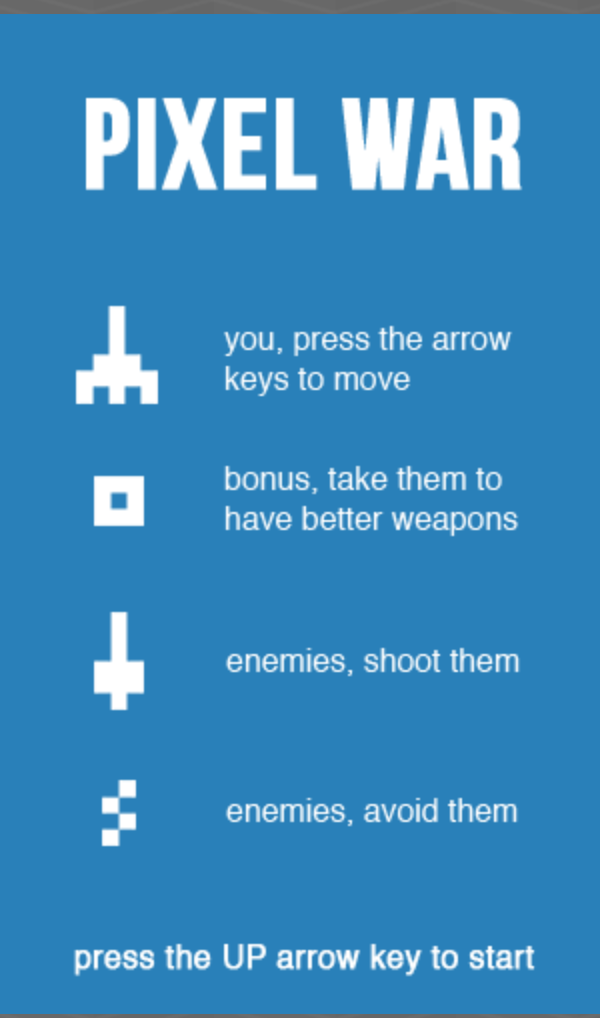 PIXEL WAR
you, press the arrow
keys to move
bonus, take them to
have better weapons
enemies, shoot them
enemies, avoid them
press the UP arrow key to start